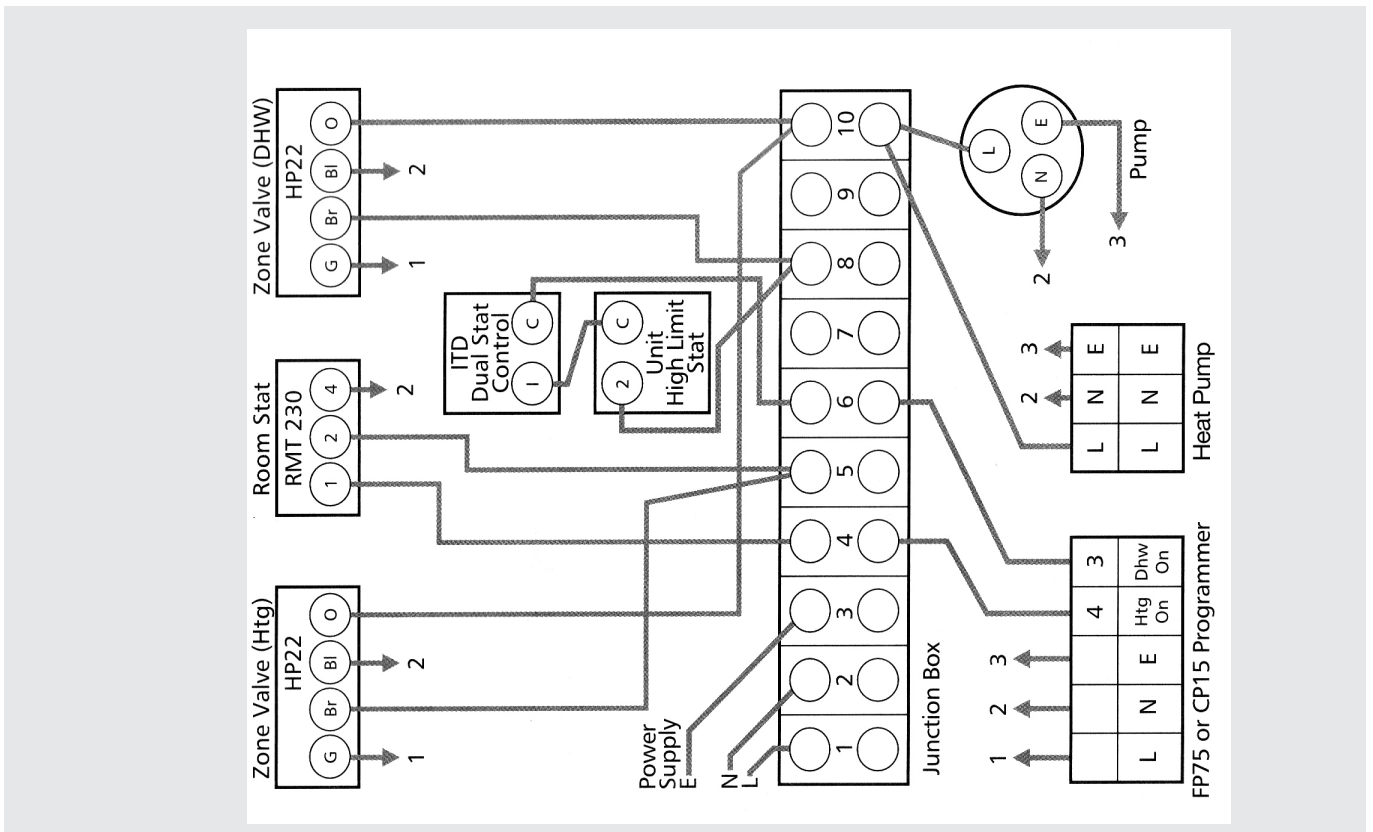 Zone Valve (Htg)
HP22
G Br Bl O
1 2
Room Stat
RMT 230
1 2 4
2
Zone Valve (DHW)
HP22
G Br Bl O
1 2
ITD
Dual Stat
Control
1 C
2 C
Unit
High Limit
Stat
Power
Supply
E
N
L
1 2 3 4 5 6 7 8 9 10
Junction Box
1 2 3
4 3
L N E Htg On Dhw On
FP75 or CP15 Programmer
2 3
L N E
L N E
Heat Pump
L
N E
2
3
Pump